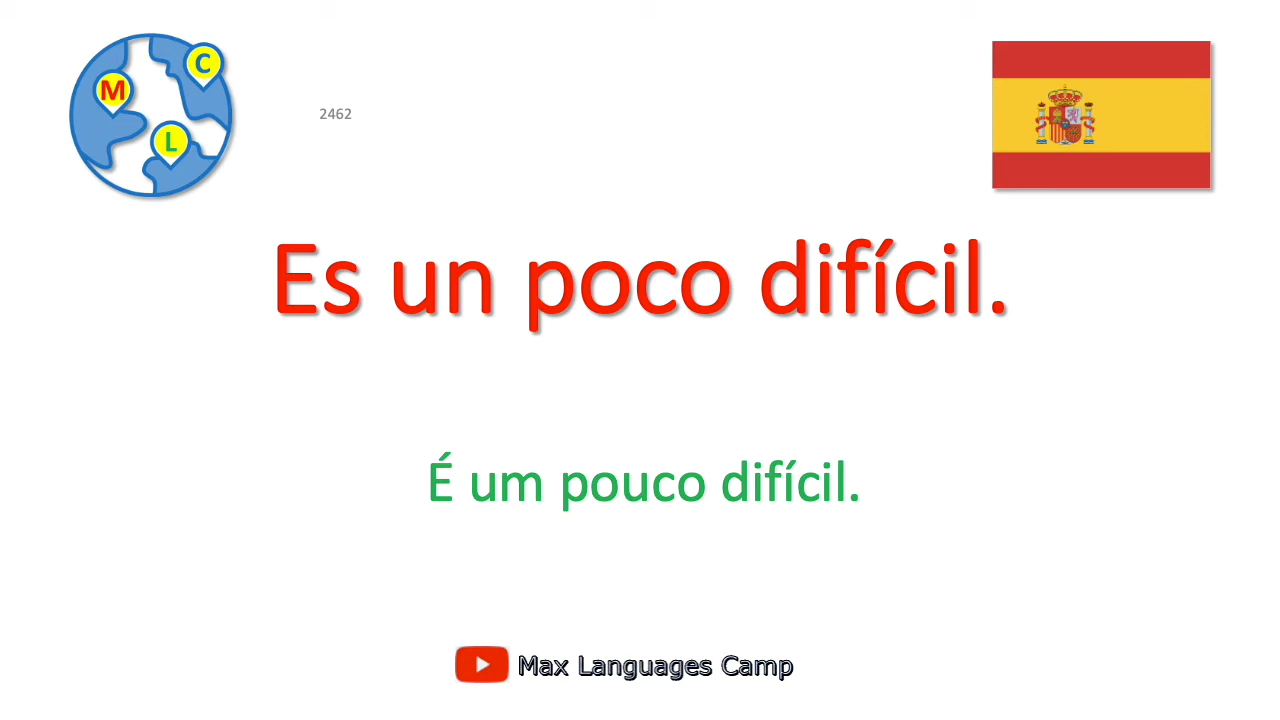 M
C
L
2462
Es un poco difícil.
É um pouco difícil.
Max Languages Camp